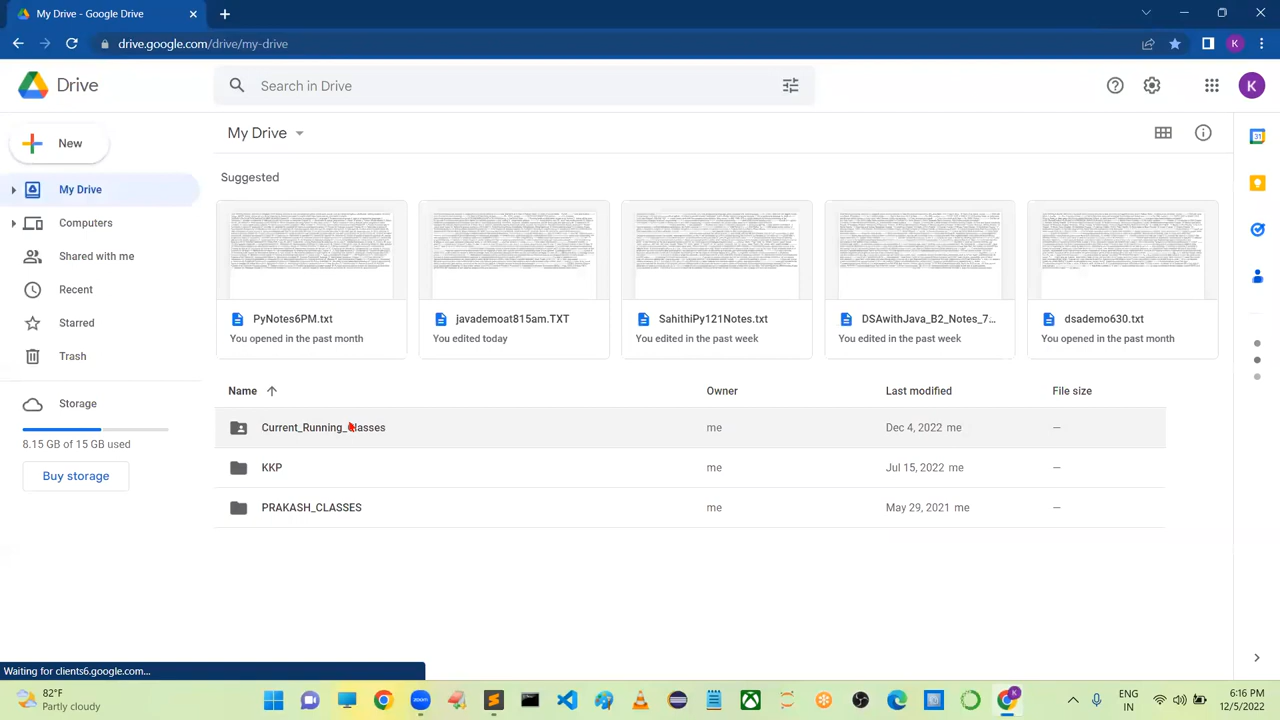 My Drive - Google Drive
drive.google.com/drive/my-drive
K
Drive
Search in Drive
K
New
My Drive
My Drive
Computers
Shared with me
Recent
Starred
Trash
Storage
8.15 GB of 15 GB used
Buy storage
Suggested
PyNotes6PM.txt
You opened in the past month
javademoat815am.TXT
You edited today
SahithiPy121Notes.txt
You edited in the past week
DSAwithJava_B2_Notes_7...
You edited in the past week
dsademo630.txt
You opened in the past month
Name Owner Last modified File size
Current_Running_Classes me Dec 4, 2022 me —
KKP me Jul 15, 2022 me —
PRAKASH_CLASSES me May 29, 2021 me —
31
Waiting for clients6.google.com...
82°F
Partly cloudy
zoom
K
ENG
IN
6:16 PM
12/5/2022